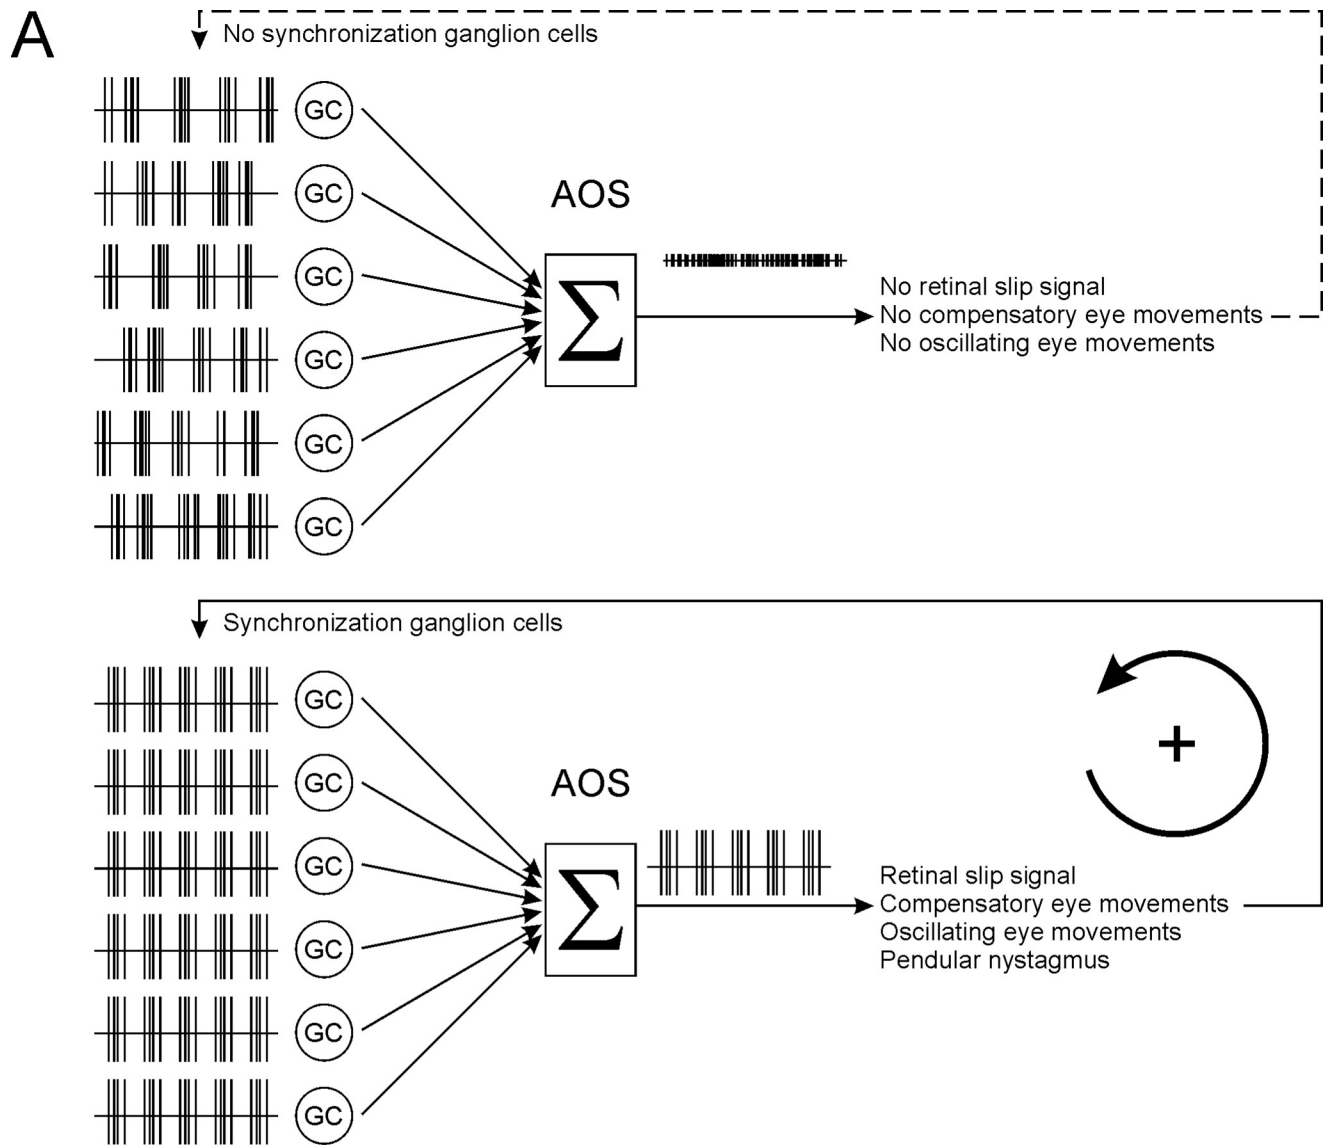 A
No synchronization ganglion cells
GC
GC
AOS
GC
Σ
No retinal slip signal
No compensatory eye movements
No oscillating eye movements
GC
GC
GC
Synchronization ganglion cells
GC
+
GC
AOS
GC
Σ
Retinal slip signal
Compensatory eye movements
Oscillating eye movements
Pendular nystagmus
GC
GC
GC